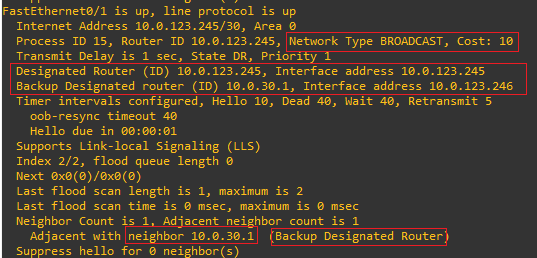 FastEthernet0/1 is up, line protocol is up
Internet Address 10.0.123.245/30, Area 0
Process ID 15, Router ID 10.0.123.245, Network Type BROADCAST, Cost: 10
Transmit Delay is 1 sec, State DR, Priority 1
Designated Router (ID) 10.0.123.245, Interface address 10.0.123.245
Backup Designated router (ID) 10.0.30.1, Interface address 10.0.123.246
Timer intervals configured, Hello 10, Dead 40, Wait 40, Retransmit 5
oob-resync timeout 40
Hello due in 00:00:01
Supports Link-local Signaling (LLS)
Index 2/2, flood queue length 0
Next 0x0(0)/0x0(0)
Last flood scan length is 1, maximum is 2
Last flood scan time is 0 msec, maximum is 0 msec
Neighbor Count is 1, Adjacent neighbor count is 1
Adjacent with neighbor 10.0.30.1 (Backup Designated Router)
Suppress hello for 0 neighbor(s)